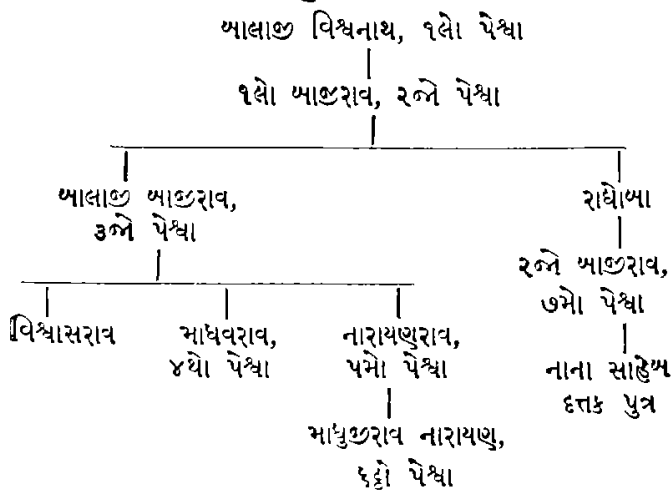 બાલાજી વિશ્વનાથ, ૧લો પેશ્વા
૧લો બાજીરાવ, ૨જો પેશ્વા
બાલાજી બાજીરાવ,
૩જો પેશ્વા
રાઘોબા
૨જો બાજીરાવ,
૭મો પેશ્વા
વિશ્વાસરાવ
માધવરાવ,
૪થો પેશ્વા
નારાયણરાવ,
૫મો પેશ્વા
નાના સાહેબ
દત્તક પુત્ર
માધુજીરાવ નારાયણ,
૬ઠ્ઠો પેશ્વા